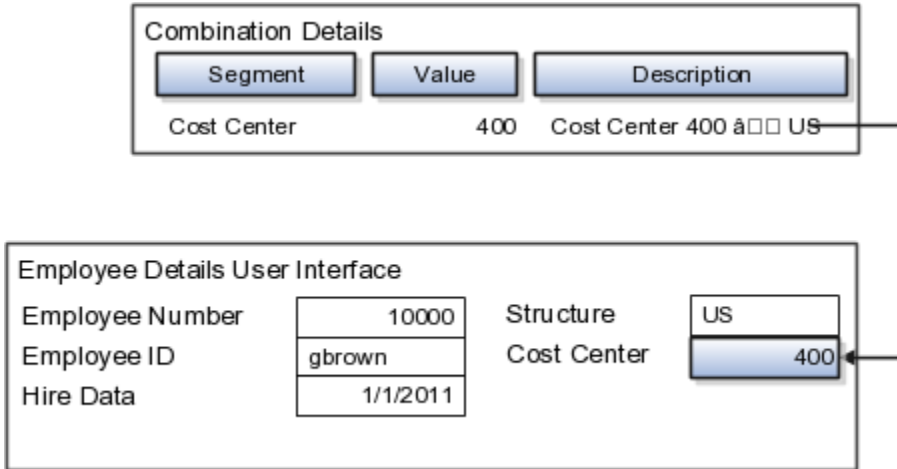 Combination Details
Segment Value Description
Cost Center 400 Cost Center 400 â□□ US
Employee Details User Interface
Employee Number 10000 Structure US
Employee ID gbrown Cost Center 400
Hire Data 1/1/2011